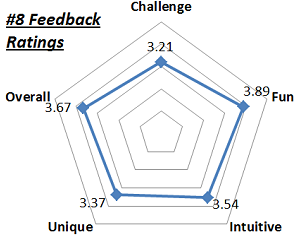 #8 Feedback
Ratings
Challenge
3.21
Fun
3.89
Overall
3.67
Intuitive
3.54
Unique
3.37